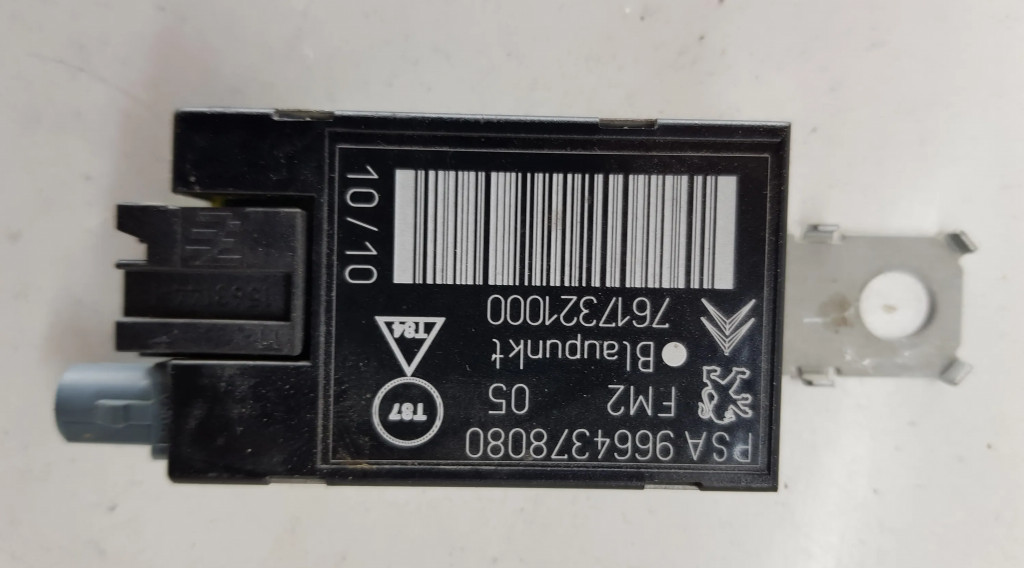 PSA 9664378080
FM2 05
Blaupunkt
7617321000
T87
T84
10/10